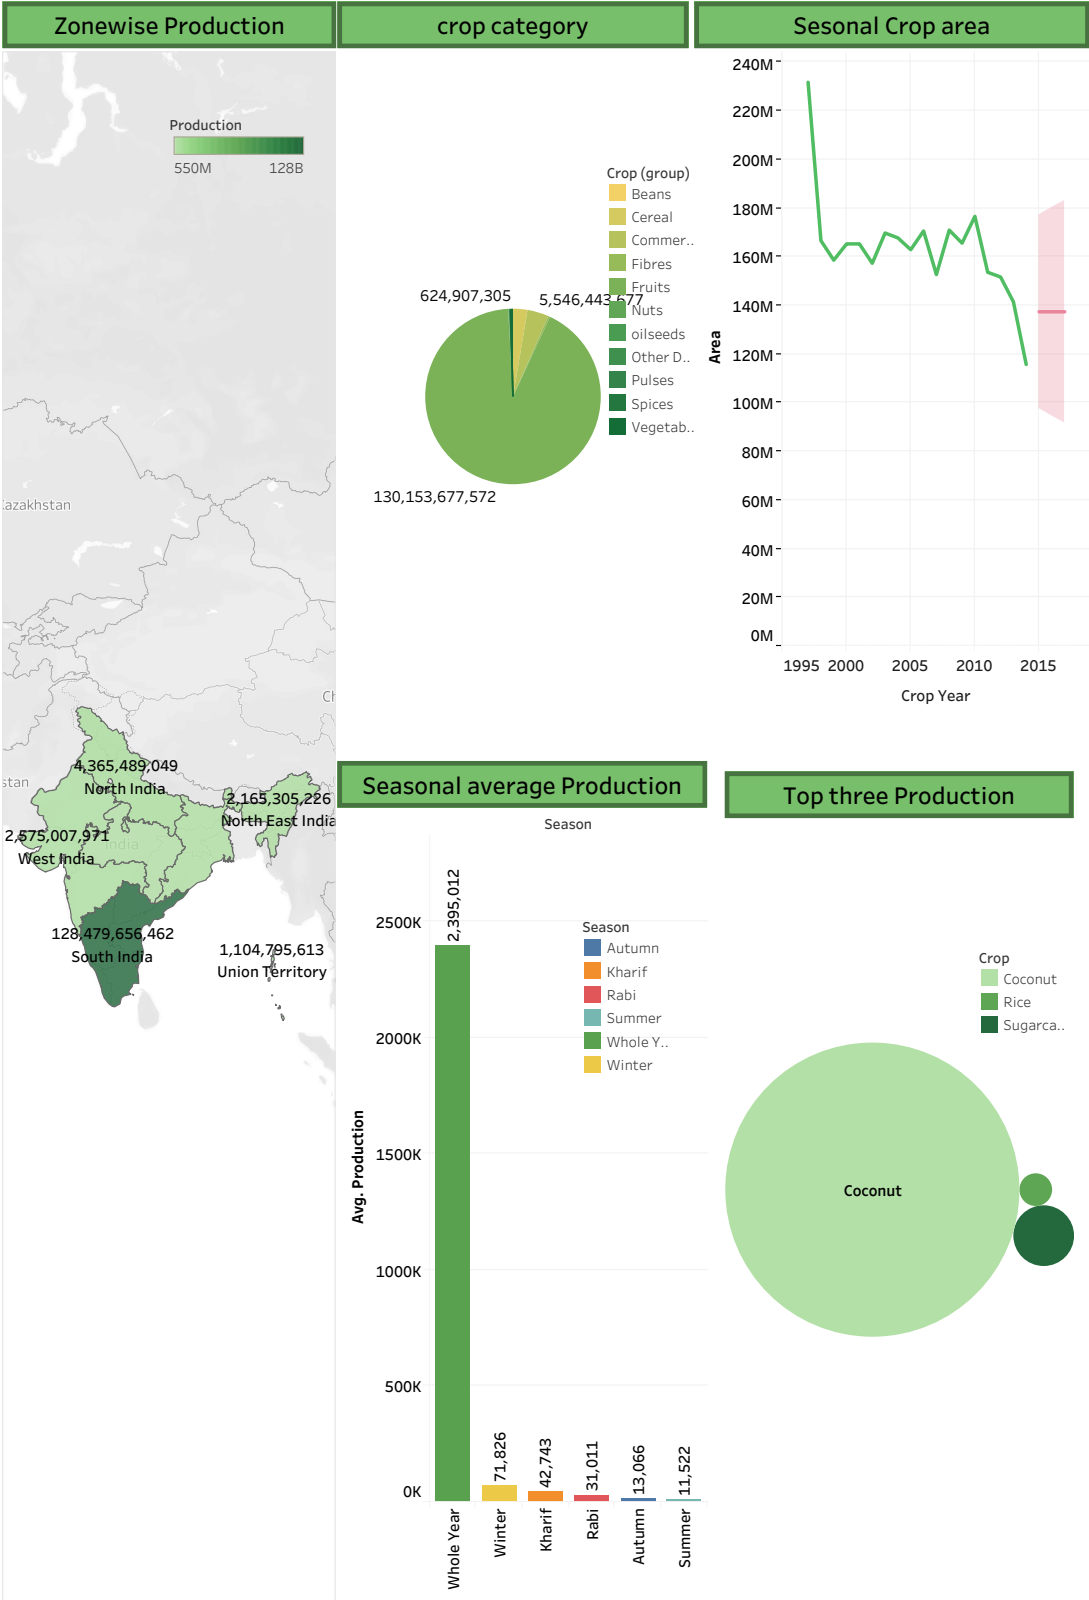 Zonewise Production
crop category
Sesonal Crop area
Production
550M 128B
azakhstan
stan
Ch
India
4,365,489,049
North India
2,165,305,226
North East India
2,575,007,971
West India
128,479,656,462
South India
1,104,795,613
Union Territory
Crop (group)
Beans
Cereal
Commer..
Fibres
Fruits
Nuts
oilseeds
Other D..
Pulses
Spices
Vegetab..
624,907,305
5,546,443,677
130,153,677,572
240M
220M
200M
180M
160M
140M
120M
100M
80M
60M
40M
20M
0M
Area
1995 2000 2005 2010 2015
Crop Year
Seasonal average Production
Season
2500K
2000K
1500K
1000K
500K
0K
Avg. Production
2,395,012
71,826
42,743
31,011
13,066
11,522
Whole Year
Winter
Kharif
Rabi
Autumn
Summer
Season
Autumn
Kharif
Rabi
Summer
Whole Y..
Winter
Top three Production
Crop
Coconut
Rice
Sugarca..
Coconut